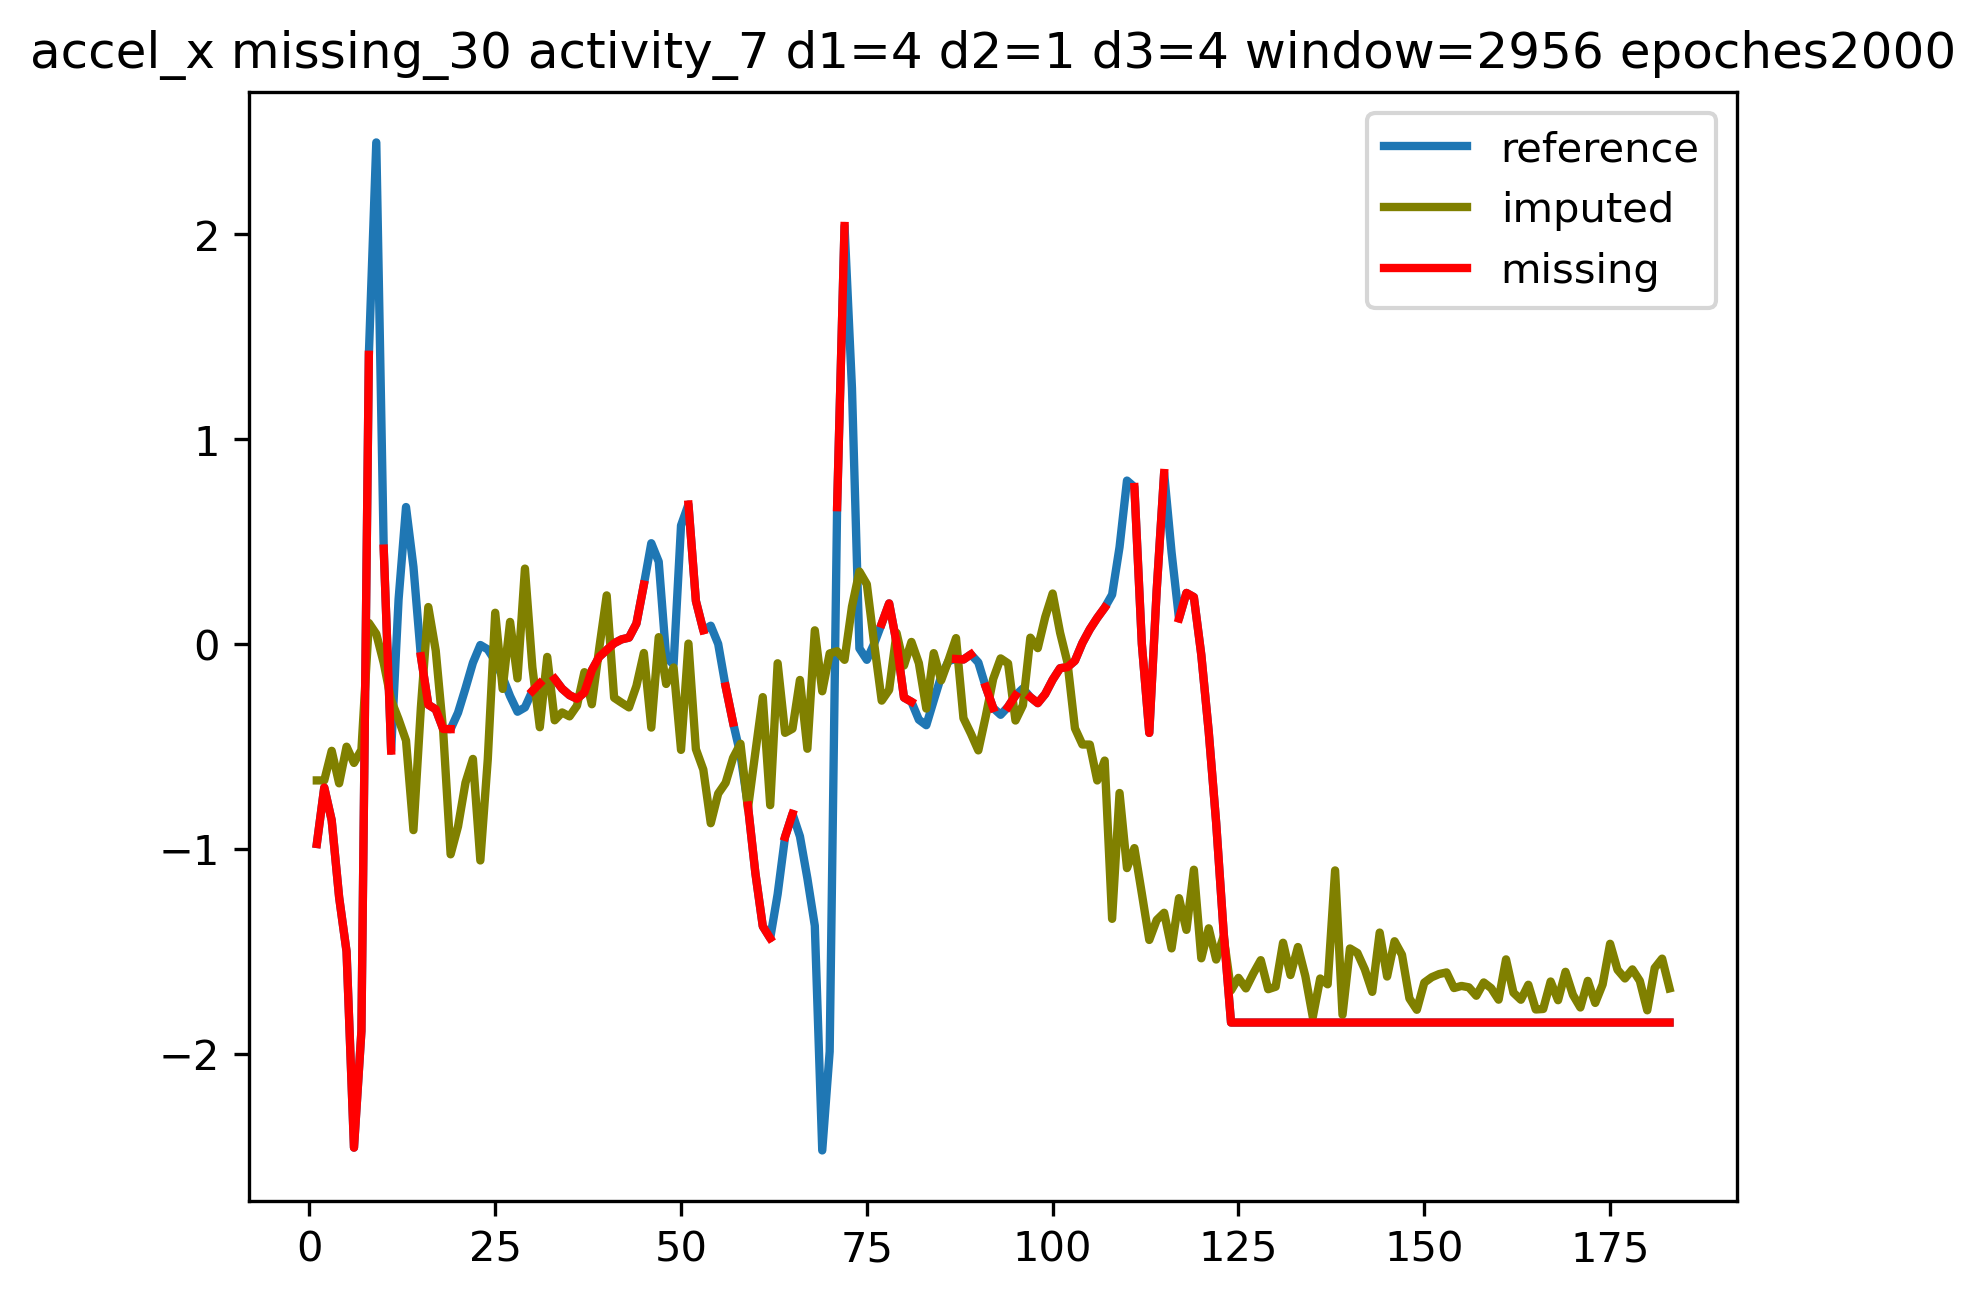 accel_x missing_30 activity_7 d1=4 d2=1 d3=4 window=2956 epoches2000
reference
imputed
missing
2
1
0
−1
−2
0 25 50 75 100 125 150 175